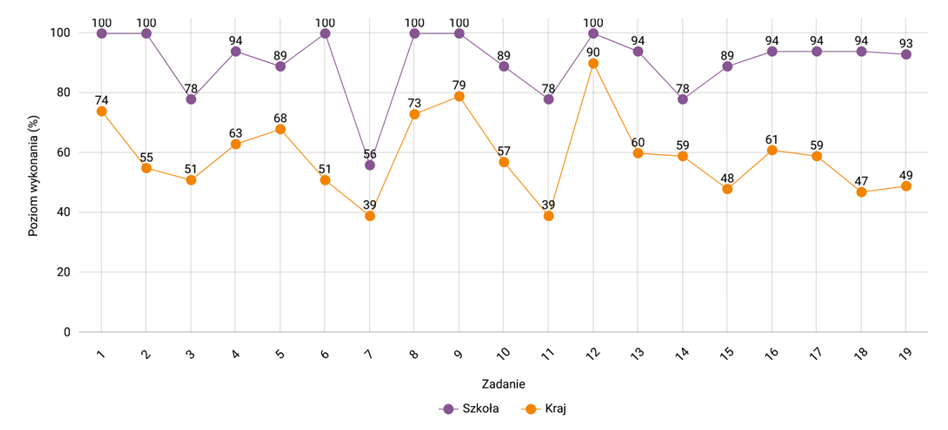 100 100 100 100 100 100
94 94 94 94 94 93
89 89 89
90
78 78 78
74 73 79
63 68
55 51 51 56 57
60 59 61 59
48 47 49
39 39
100
80
60
40
20
0
Poziom wykonania (%)
1 2 3 4 5 6 7 8 9 10 11 12 13 14 15 16 17 18 19
Zadanie
Szkoła Kraj